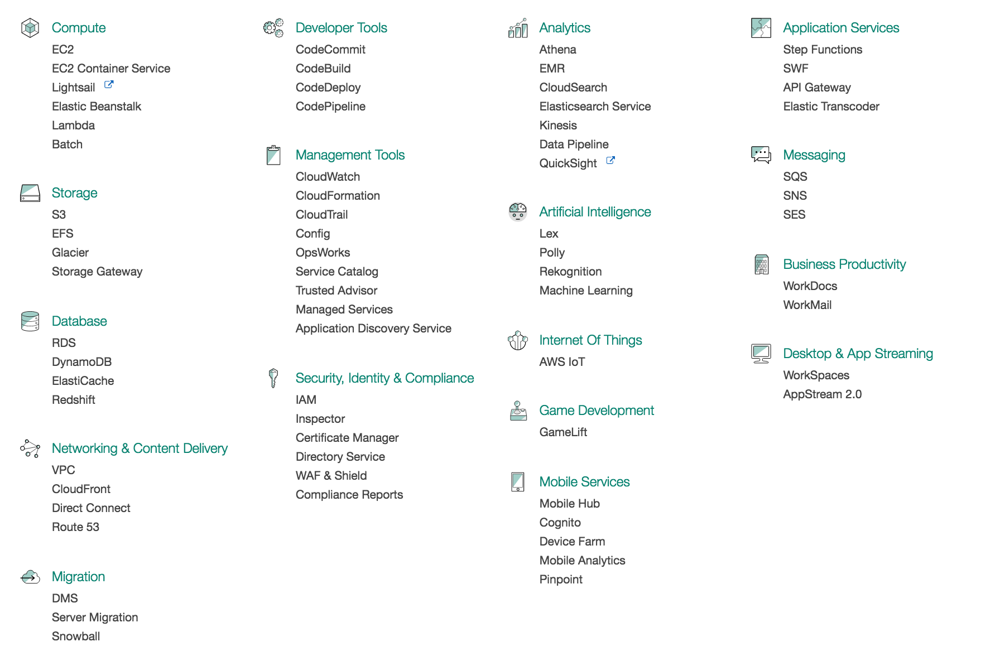 Compute
EC2
EC2 Container Service
Lightsail
Elastic Beanstalk
Lambda
Batch
Storage
S3
EFS
Glacier
Storage Gateway
Database
RDS
DynamoDB
ElastiCache
Redshift
Networking & Content Delivery
VPC
CloudFront
Direct Connect
Route 53
Migration
DMS
Server Migration
Snowball
Developer Tools
CodeCommit
CodeBuild
CodeDeploy
CodePipeline
Management Tools
CloudWatch
CloudFormation
CloudTrail
Config
OpsWorks
Service Catalog
Trusted Advisor
Managed Services
Application Discovery Service
Security, Identity & Compliance
IAM
Inspector
Certificate Manager
Directory Service
WAF & Shield
Compliance Reports
Analytics
Athena
EMR
CloudSearch
Elasticsearch Service
Kinesis
Data Pipeline
QuickSight
Artificial Intelligence
Lex
Polly
Rekognition
Machine Learning
Internet Of Things
AWS IoT
Game Development
GameLift
Mobile Services
Mobile Hub
Cognito
Device Farm
Mobile Analytics
Pinpoint
Application Services
Step Functions
SWF
API Gateway
Elastic Transcoder
Messaging
SQS
SNS
SES
Business Productivity
WorkDocs
WorkMail
Desktop & App Streaming
WorkSpaces
AppStream 2.0